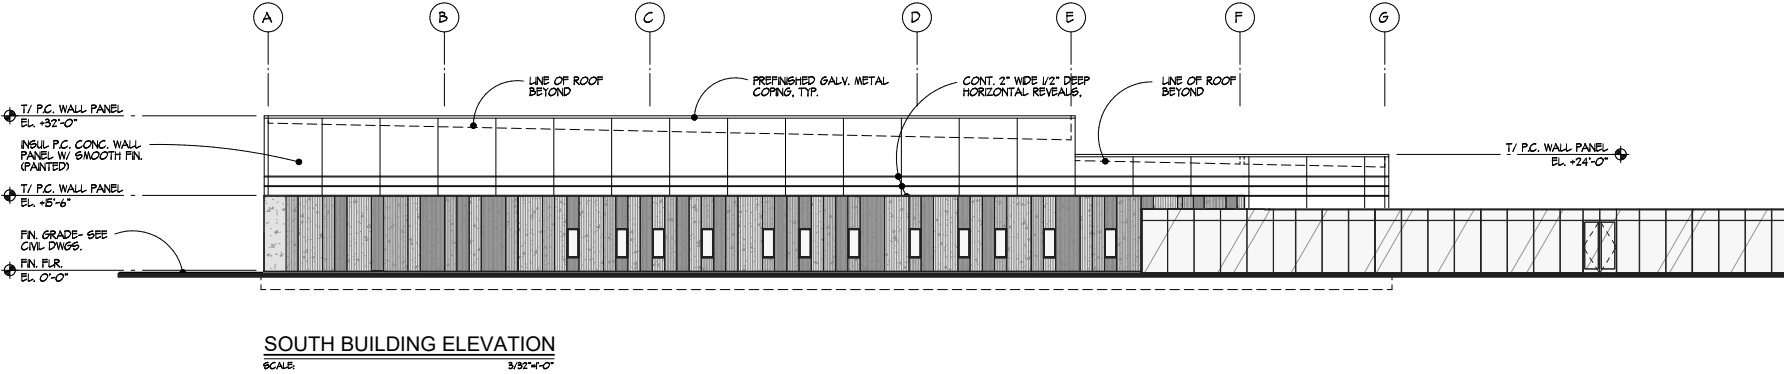 A B C D E F G
LINE OF ROOF
BEYOND
PREFINISHED GALV. METAL
COPING, TYP.
CONT. 2" WIDE 1/2" DEEP
HORIZONTAL REVEALS.
LINE OF ROOF
BEYOND
T/ P.C. WALL PANEL
EL. +32'-0"
INSUL P.C. CONC. WALL
PANEL W/ SMOOTH FIN.
(PAINTED)
T/ P.C. WALL PANEL
EL. +24'-0"
T/ P.C. WALL PANEL
EL. +15'-6"
FIN. GRADE- SEE
CIVIL DWGS.
FIN. FLR.
EL. 0'-0"
SOUTH BUILDING ELEVATION
SCALE: 3/32"=1'-0"